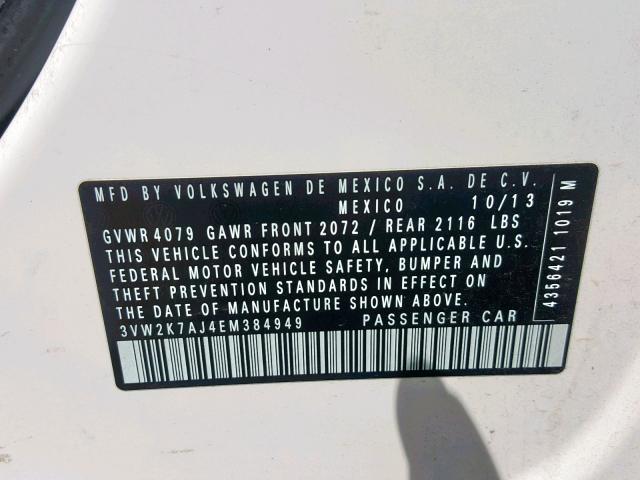 MFD BY VOLKSWAGEN DE MEXICO S.A. DE C.V.
MEXICO 10/13
GVWR 4079 GAWR FRONT 2072 / REAR 2116 LBS
THIS VEHICLE CONFORMS TO ALL APPLICABLE U.S.
FEDERAL MOTOR VEHICLE SAFETY, BUMPER AND
THEFT PREVENTION STANDARDS IN EFFECT ON
THE DATE OF MANUFACTURE SHOWN ABOVE.
3VW2K7AJ4EM384949 PASSENGER CAR
4356421 1019 M